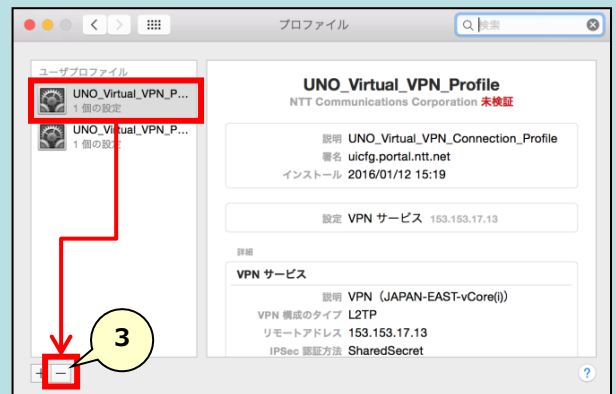 プロファイル
検索
ユーザプロファイル
UNO_Virtual_VPN_P...
1 個の設定
UNO_Virtual_VPN_P...
1 個の設定
UNO_Virtual_VPN_Profile
NTT Communications Corporation 未検証
説明 UNO_Virtual_VPN_Connection_Profile
署名 uicfg.portal.ntt.net
インストール 2016/01/12 15:19
設定 VPN サービス 153.153.17.13
詳細
VPN サービス
説明 VPN（JAPAN-EAST-vCore(i)）
VPN 構成のタイプ L2TP
リモートアドレス 153.153.17.13
IPSec 認証方法 SharedSecret
3
+ −
?